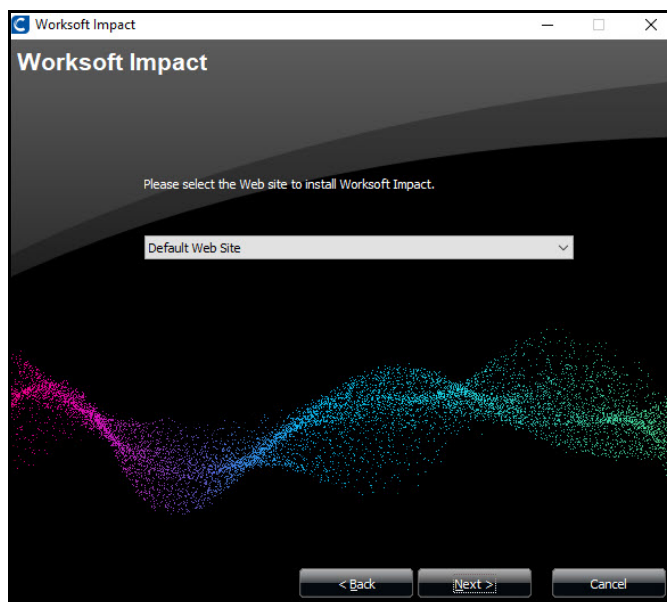 Worksoft Impact
Worksoft Impact
Please select the Web site to install Worksoft Impact.
Default Web Site
< Back
Next >
Cancel